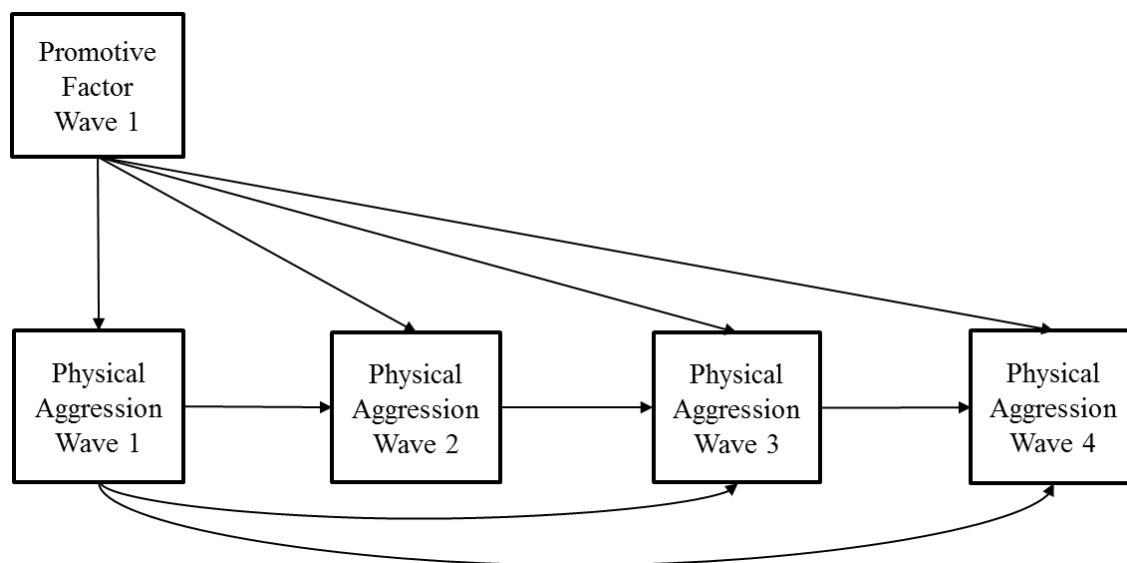 Promotive
Factor
Wave 1
Physical
Aggression
Wave 1
Physical
Aggression
Wave 2
Physical
Aggression
Wave 3
Physical
Aggression
Wave 4